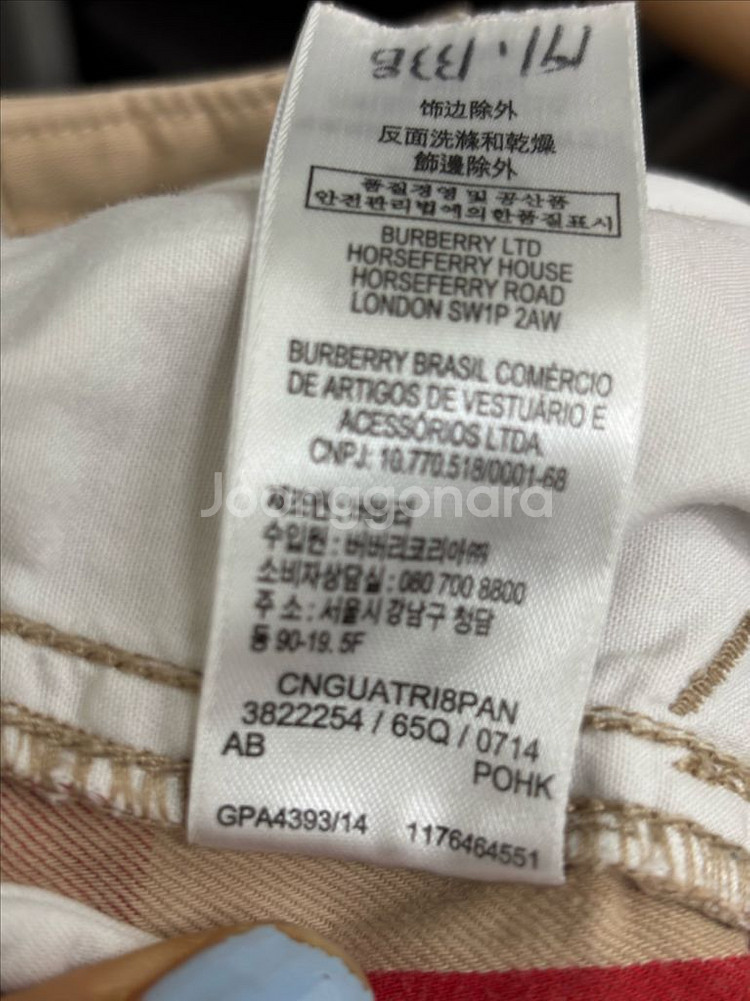 饰边除外
反面洗滌和乾燥
飾邊除外
품질경영 및 공산품
안전관리법에의한품질표시
BURBERRY LTD
HORSEFERRY HOUSE
HORSEFERRY ROAD
LONDON SW1P 2AW
BURBERRY BRASIL COMÉRCIO
DE ARTIGOS DE VESTUÁRIO E
ACESSÓRIOS LTDA
CNPJ: 10.770.518/0001-68
Joonggonara
수입원 : 버버리코리아㈜
소비자상담실 : 080 700 8800
주 소 : 서울시 강남구 청담
동 90-19. 5F
CNGUATRI8PAN
3822254 / 65Q / 0714
AB
POHK
GPA4393/14 1176464551